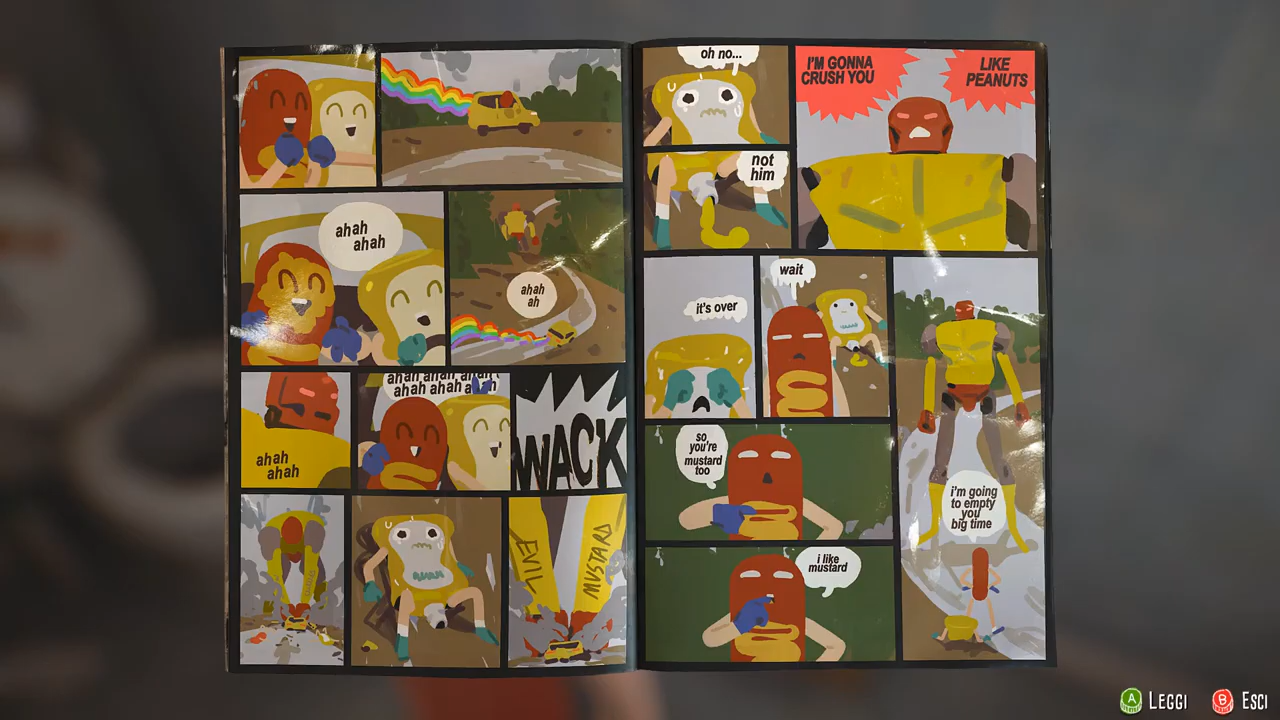 ahah
ahah
ahah
ah
ahah
ahah
ahah ahah ahah
ahah ahah ahah
WACK
EVIL
MUSTARD
oh no...
not
him
I'M GONNA
CRUSH YOU
LIKE
PEANUTS
it's over
wait
so
you're
mustard
too
i like
mustard
i'm going
to empty
you
big time
A LEGGI
B ESCI